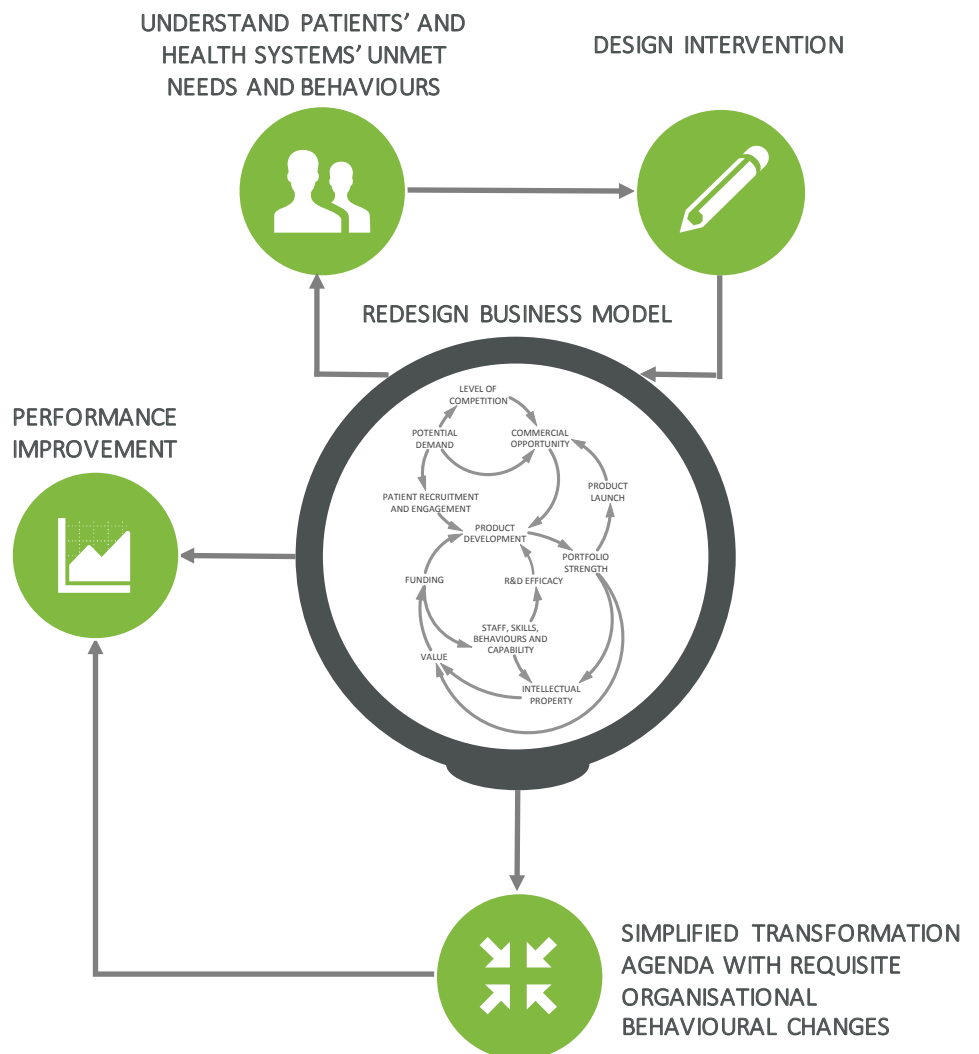 UNDERSTAND PATIENTS’ AND
HEALTH SYSTEMS’ UNMET
NEEDS AND BEHAVIOURS
DESIGN INTERVENTION
REDESIGN BUSINESS MODEL
LEVEL OF
COMPETITION
POTENTIAL
DEMAND
COMMERCIAL
OPPORTUNITY
PERFORMANCE
IMPROVEMENT
PRODUCT
LAUNCH
PATIENT RECRUITMENT
AND ENGAGEMENT
PRODUCT
DEVELOPMENT
PORTFOLIO
STRENGTH
FUNDING
R&D EFFICACY
STAFF, SKILLS,
BEHAVIOURS AND
CAPABILITY
VALUE
INTELLECTUAL
PROPERTY
SIMPLIFIED TRANSFORMATION
AGENDA WITH REQUISITE
ORGANISATIONAL
BEHAVIOURAL CHANGES